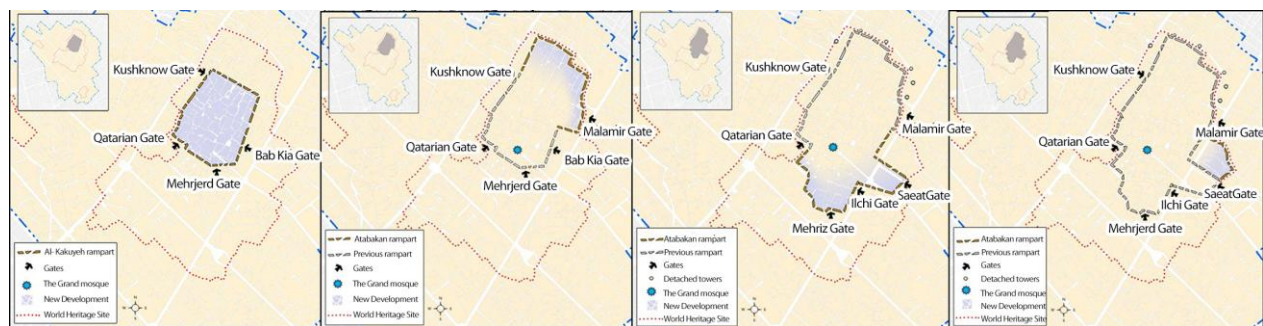 Kushknow Gate
Qatarian Gate
Bab Kia Gate
Mehrjerd Gate
Al- Kakuyeh rampart
Gates
The Grand mosque
New Development
World Heritage Site
Kushknow Gate
Malamir Gate
Qatarian Gate
Bab Kia Gate
Mehrjerd Gate
Atabakan rampart
Previous rampart
Gates
The Grand mosque
New Development
World Heritage Site
Kushknow Gate
Malamir Gate
Qatarian Gate
SaeatGate
Ilchi Gate
Mehriz Gate
Atabakan rampart
Previous rampart
Gates
Detached towers
The Grand mosque
New Development
World Heritage Site
Kushknow Gate
Malamir Gate
Qatarian Gate
SaeatGate
Ilchi Gate
Mehrjerd Gate
Atabakan rampart
Previous rampart
Gates
Detached towers
The Grand mosque
New Development
World Heritage Site